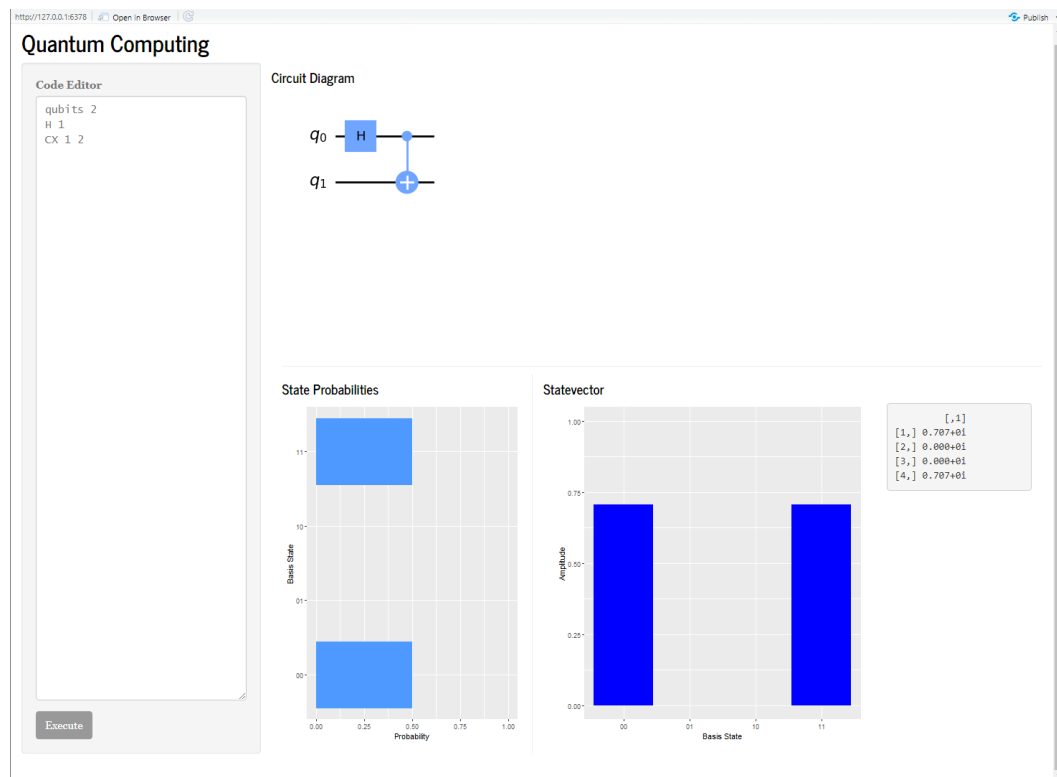 http://127.0.0.1:6378 Open in Browser Publish
Quantum Computing
Code Editor
qubits 2
H 1
CX 1 2
Execute
Circuit Diagram
q0 H
q1
State Probabilities
11
10
01
00
Basis State
0.00 0.25 0.50 0.75 1.00
Probability
Statevector
1.00
0.75
0.50
0.25
0.00
Amplitude
00 01 10 11
Basis State
[,1]
[1,] 0.707+0i
[2,] 0.000+0i
[3,] 0.000+0i
[4,] 0.707+0i